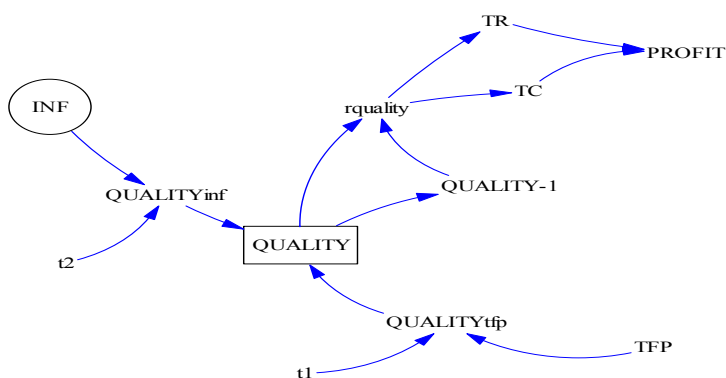 TR
PROFIT
TC
INF
rquality
QUALITYinf
QUALITY-1
QUALITY
t2
QUALITYtfp
TFP
t1